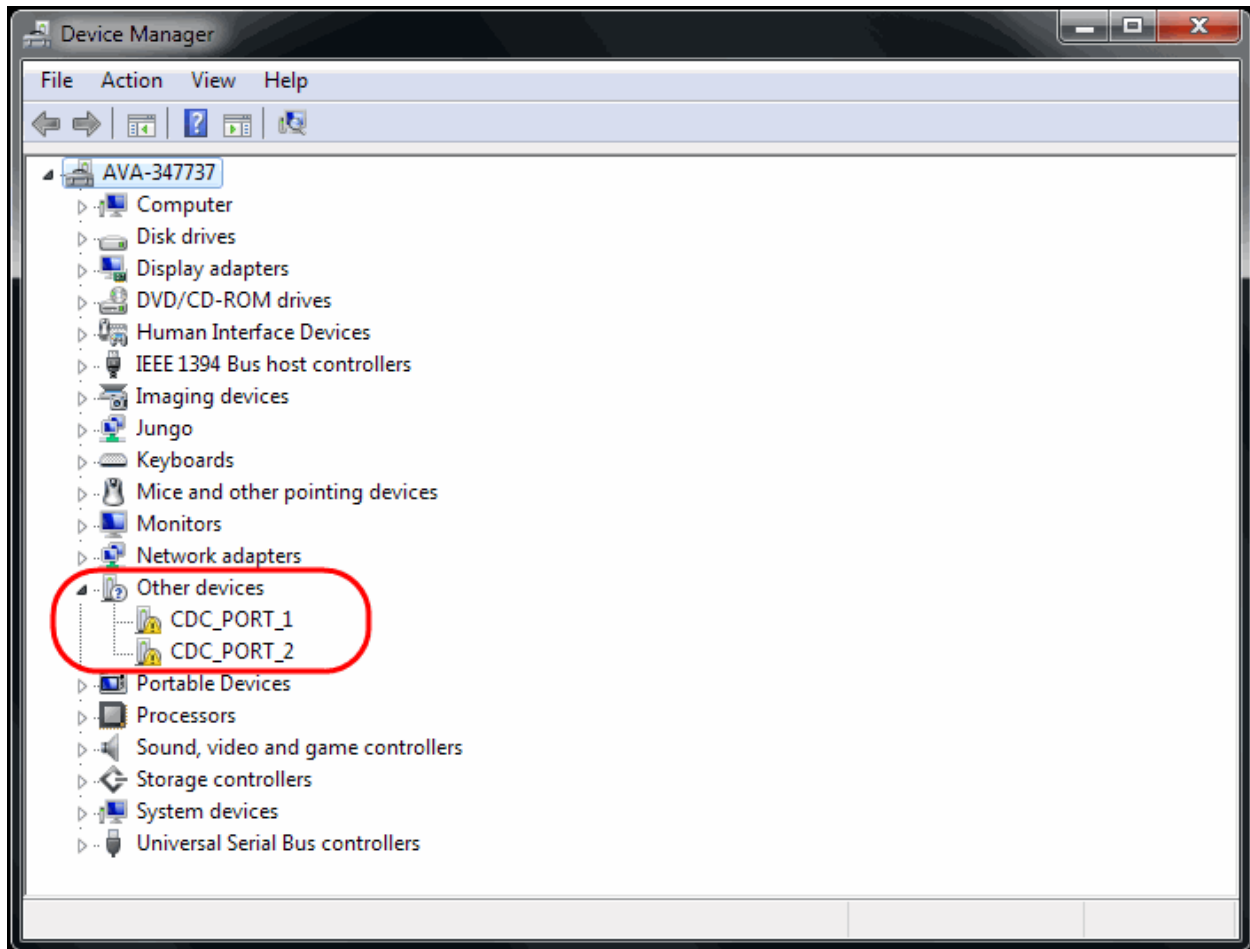 Device Manager
File Action View Help
AVA-347737
Computer
Disk drives
Display adapters
DVD/CD-ROM drives
Human Interface Devices
IEEE 1394 Bus host controllers
Imaging devices
Jungo
Keyboards
Mice and other pointing devices
Monitors
Network adapters
Other devices
CDC_PORT_1
CDC_PORT_2
Portable Devices
Processors
Sound, video and game controllers
Storage controllers
System devices
Universal Serial Bus controllers